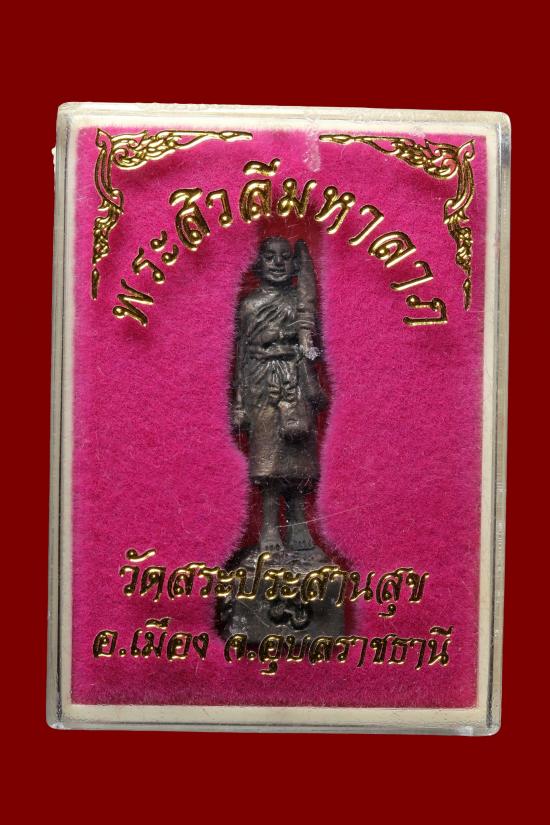 พระสิวลีมหาลาภ
วัดสระประสานสุข
อ.เมือง จ.อุบลราชธานี